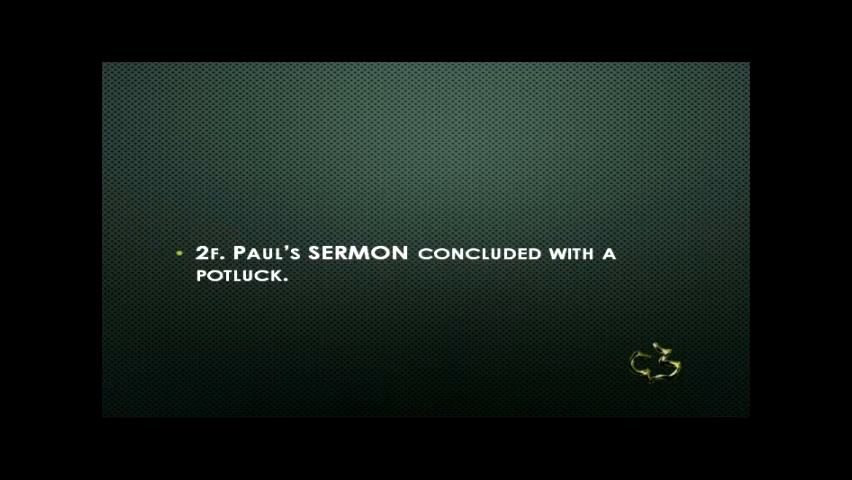 • 2F. PAUL'S SERMON CONCLUDED WITH A
POTLUCK.